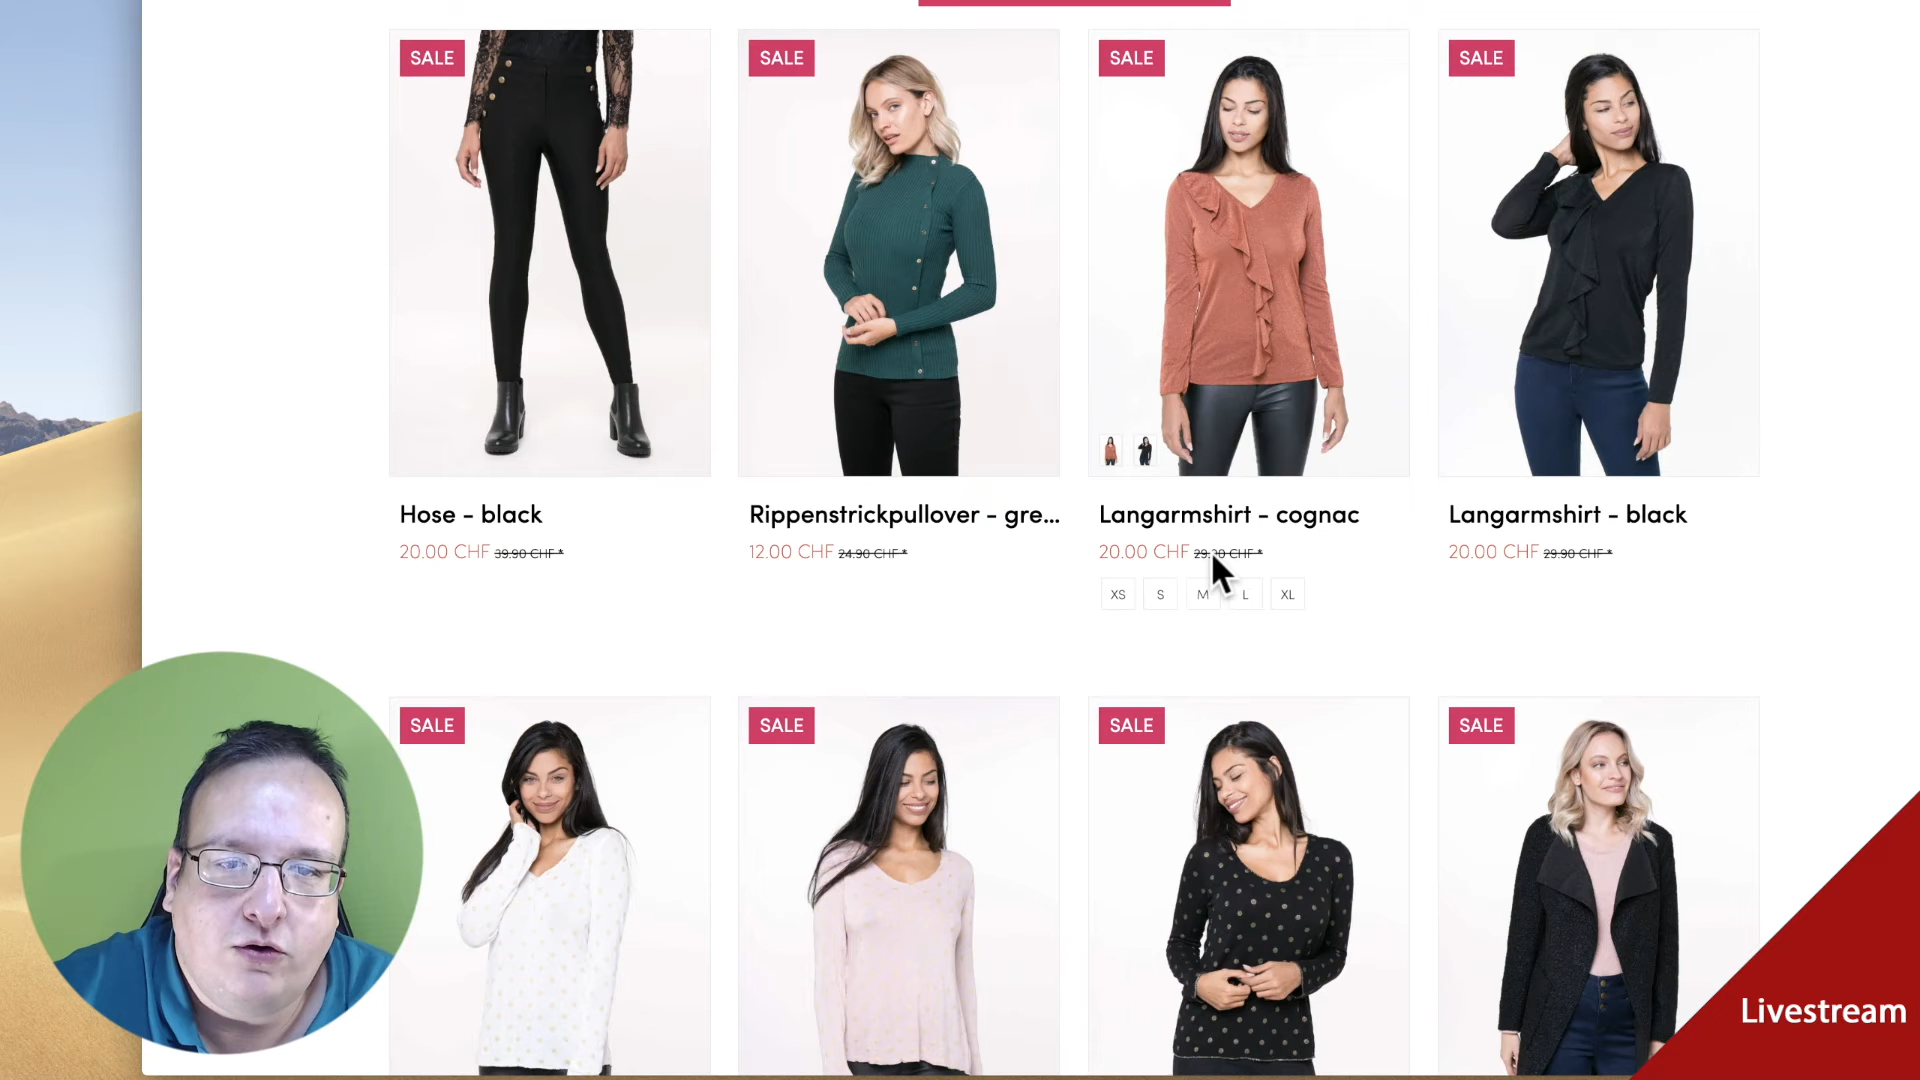 SALE
SALE
SALE
SALE
Hose - black
Rippenstrickpullover - gre...
Langarmshirt - cognac
Langarmshirt - black
20.00 CHF 39.90 CHF *
12.00 CHF 24.90 CHF *
20.00 CHF CHF *
20.00 CHF 29.90 CHF *
XS S M L XL
SALE
SALE
SALE
SALE
Livestream